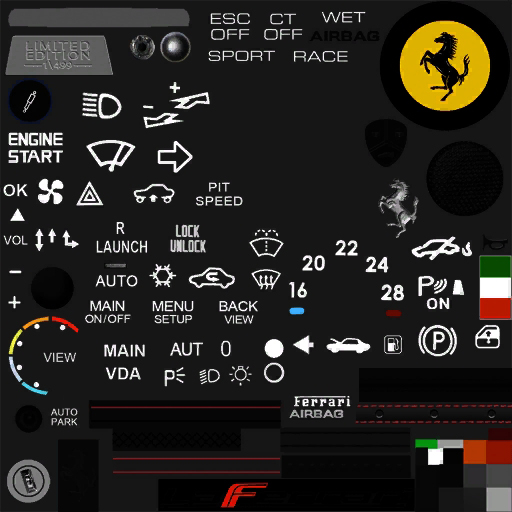 ESC CT WET
OFF OFF AIRBAG
SPORT RACE
LIMITED
EDITION
1\499
ENGINE
START
OK
PIT
SPEED
R
LAUNCH
LOCK
UNLOCK
VOL
AUTO
MAIN
ON/OFF
MENU
SETUP
BACK
VIEW
16
20
22
24
28
P
ON
VIEW
MAIN
AUT 0
VDA
P
P
AUTO
PARK
Ferrari
AIRBAG